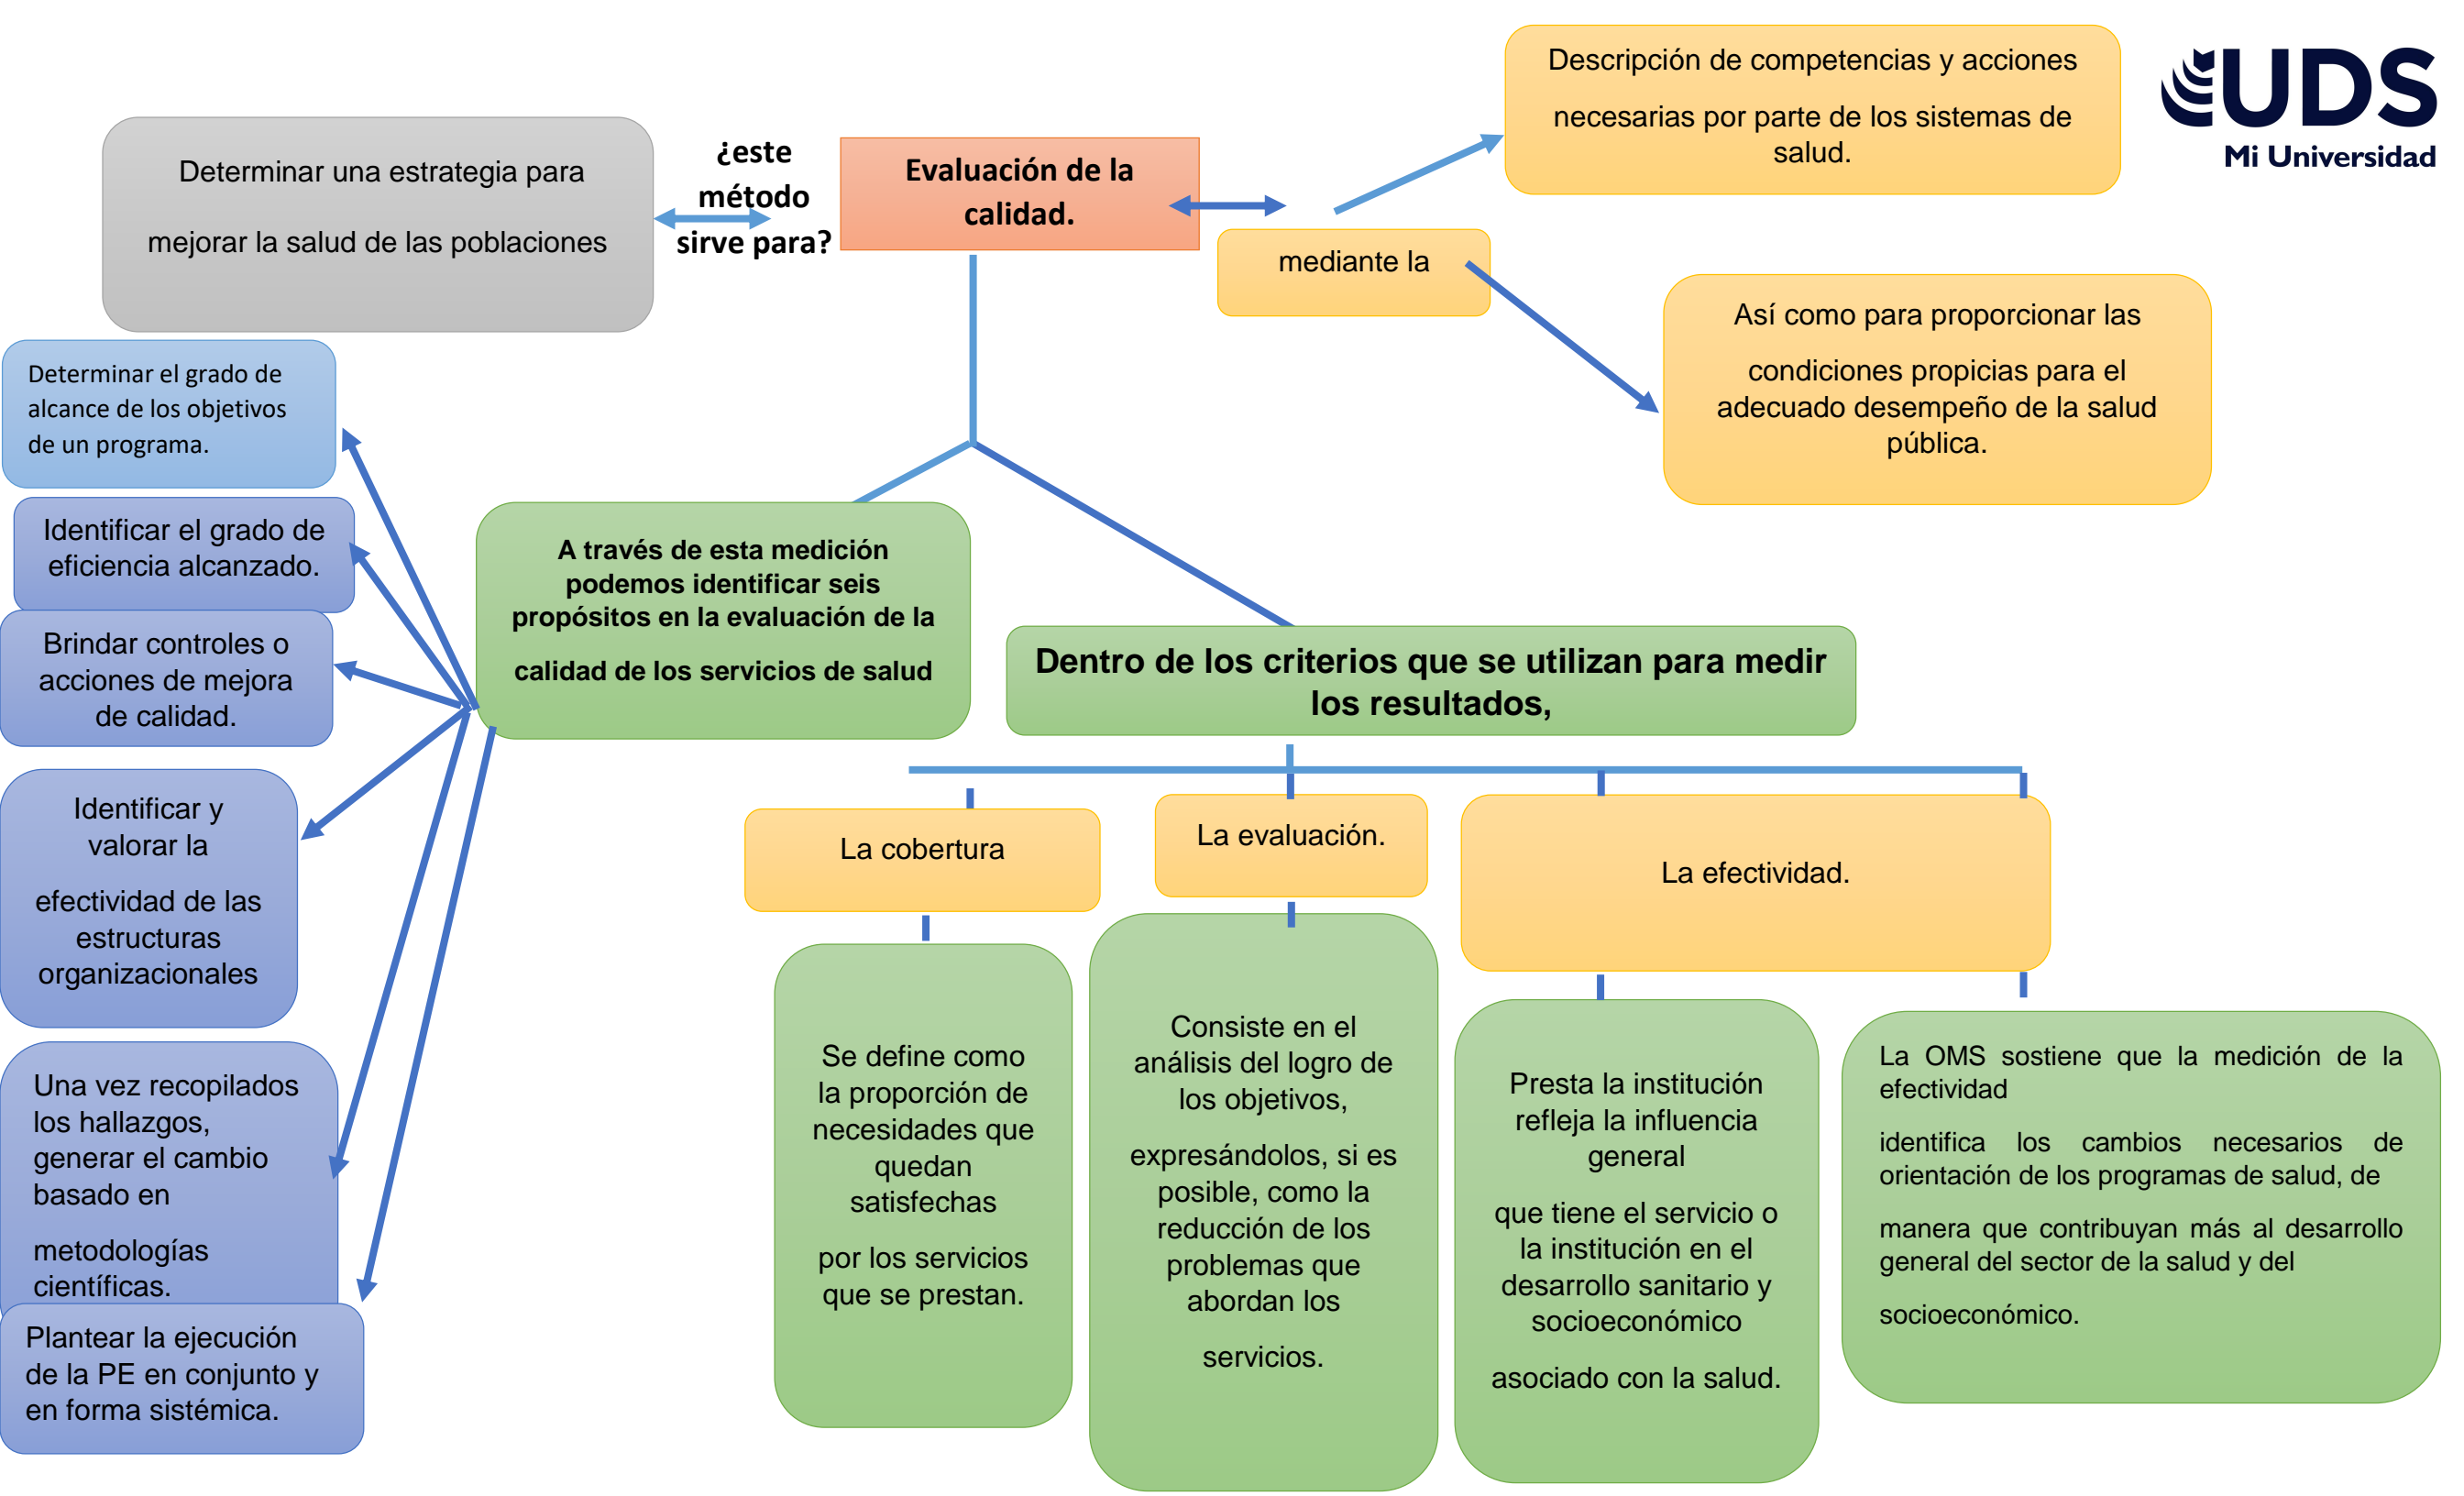 Descripción de competencias y acciones
necesarias por parte de los sistemas de
salud.
UDS
Mi Universidad
Determinar una estrategia para
mejorar la salud de las poblaciones
¿este
método
sirve para?
Evaluación de la
calidad.
mediante la
Así como para proporcionar las
condiciones propicias para el
adecuado desempeño de la salud
pública.
Determinar el grado de
alcance de los objetivos
de un programa.
Identificar el grado de
eficiencia alcanzado.
Brindar controles o
acciones de mejora
de calidad.
Identificar y
valorar la
efectividad de las
estructuras
organizacionales
Una vez recopilados
los hallazgos,
generar el cambio
basado en
metodologías
científicas.
Plantear la ejecución
de la PE en conjunto y
en forma sistémica.
A través de esta medición
podemos identificar seis
propósitos en la evaluación de la
calidad de los servicios de salud
Dentro de los criterios que se utilizan para medir
los resultados,
La cobertura
La evaluación.
La efectividad.
Se define como
la proporción de
necesidades que
quedan
satisfechas
por los servicios
que se prestan.
Consiste en el
análisis del logro de
los objetivos,
expresándolos, si es
posible, como la
reducción de los
problemas que
abordan los
servicios.
Presta la institución
refleja la influencia
general
que tiene el servicio o
la institución en el
desarrollo sanitario y
socioeconómico
asociado con la salud.
La OMS sostiene que la medición de la
efectividad
identifica los cambios necesarios de
orientación de los programas de salud, de
manera que contribuyan más al desarrollo
general del sector de la salud y del
socioeconómico.